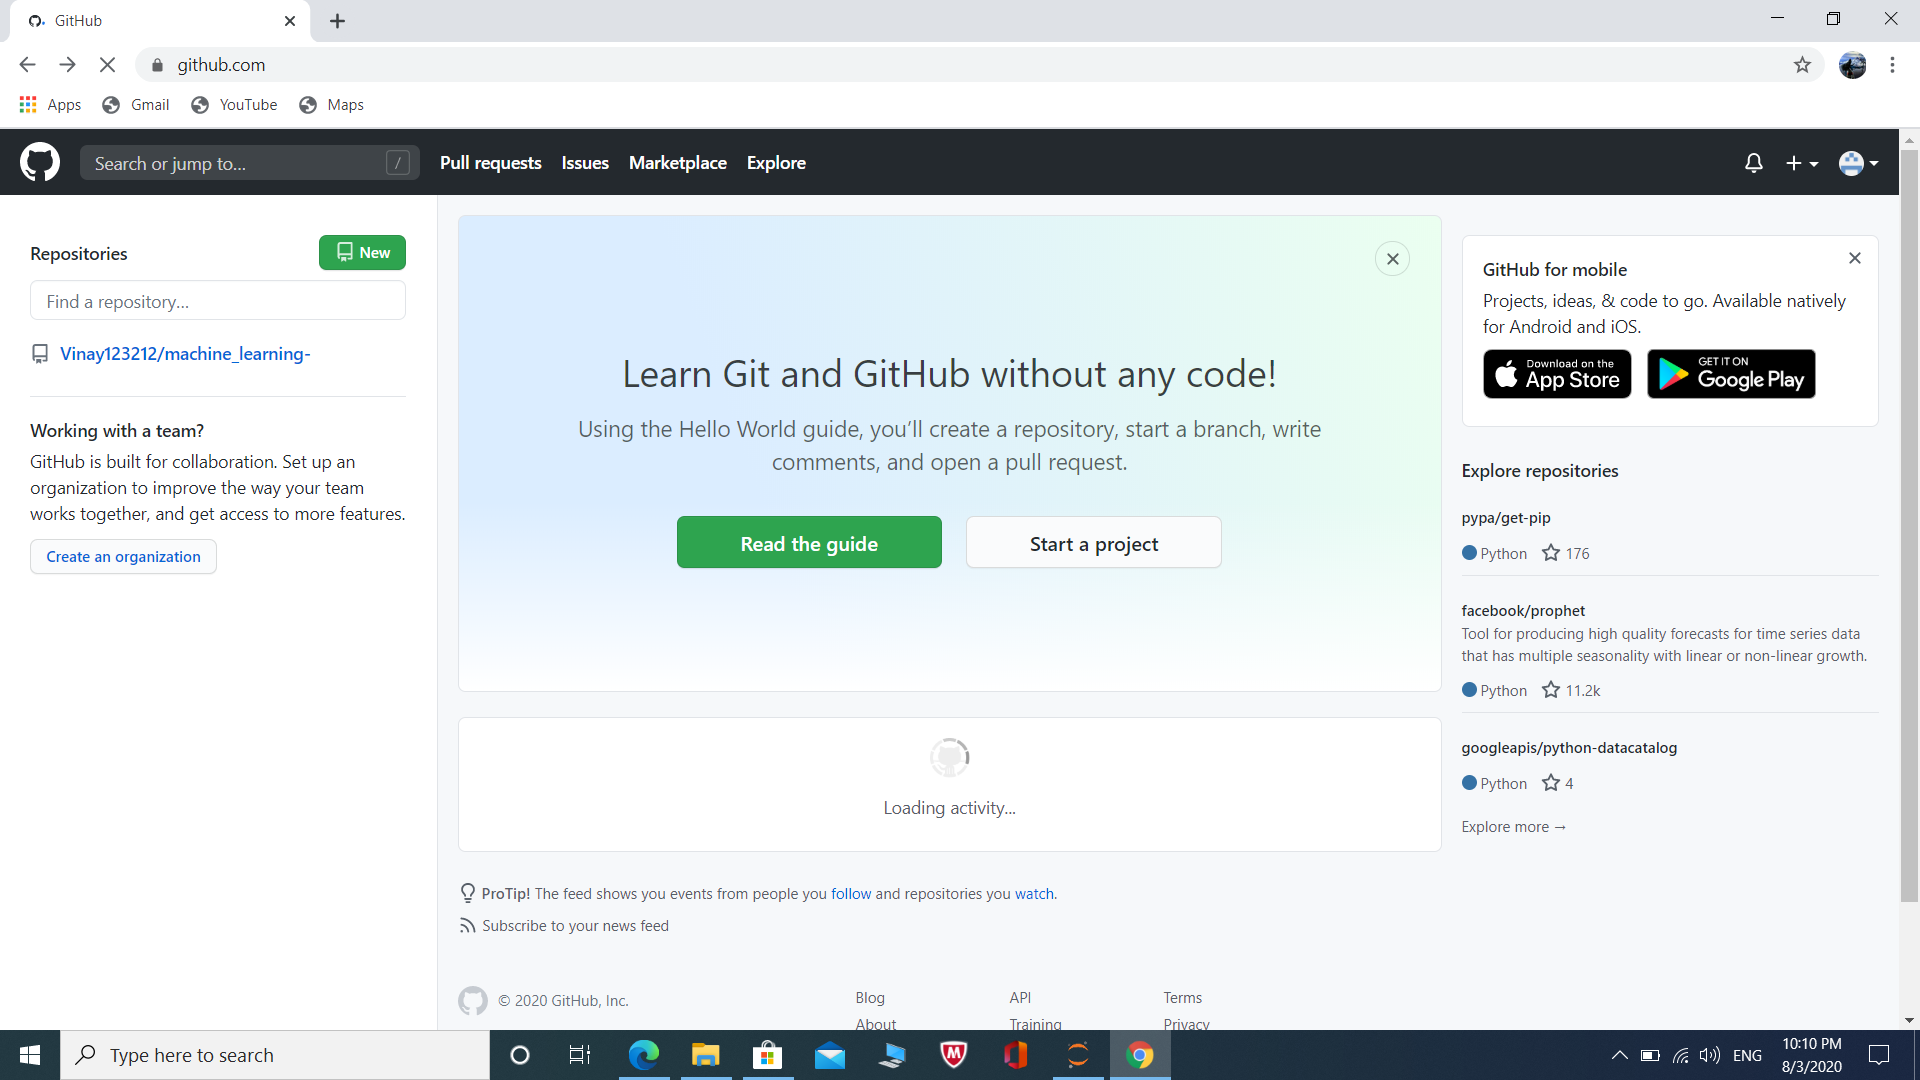 GitHub
github.com
Apps
Gmail
YouTube
Maps
Search or jump to...
/
Pull requests
Issues
Marketplace
Explore
Repositories
New
Find a repository...
Vinay123212/machine_learning-
Working with a team?
GitHub is built for collaboration. Set up an
organization to improve the way your team
works together, and get access to more features.
Create an organization
Learn Git and GitHub without any code!
Using the Hello World guide, you’ll create a repository, start a branch, write
comments, and open a pull request.
Read the guide
Start a project
Loading activity...
ProTip! The feed shows you events from people you follow and repositories you watch.
Subscribe to your news feed
GitHub for mobile
Projects, ideas, & code to go. Available natively
for Android and iOS.
Download on the
App Store
GET IT ON
Google Play
Explore repositories
pypa/get-pip
Python 176
facebook/prophet
Tool for producing high quality forecasts for time series data
that has multiple seasonality with linear or non-linear growth.
Python 11.2k
googleapis/python-datacatalog
Python 4
Explore more →
© 2020 GitHub, Inc.
Blog
About
API
Training
Terms
Privacy
Type here to search
ENG
10:10 PM
8/3/2020